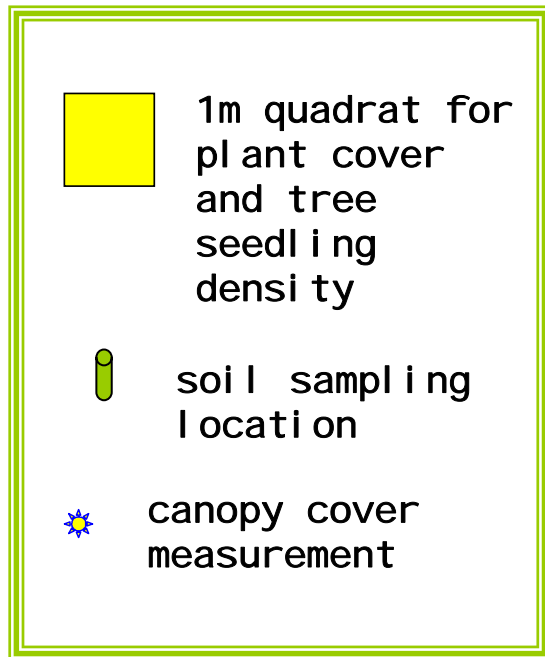 1m quadrat for
plant cover
and tree
seedling
density
soil sampling
location
canopy cover
measurement